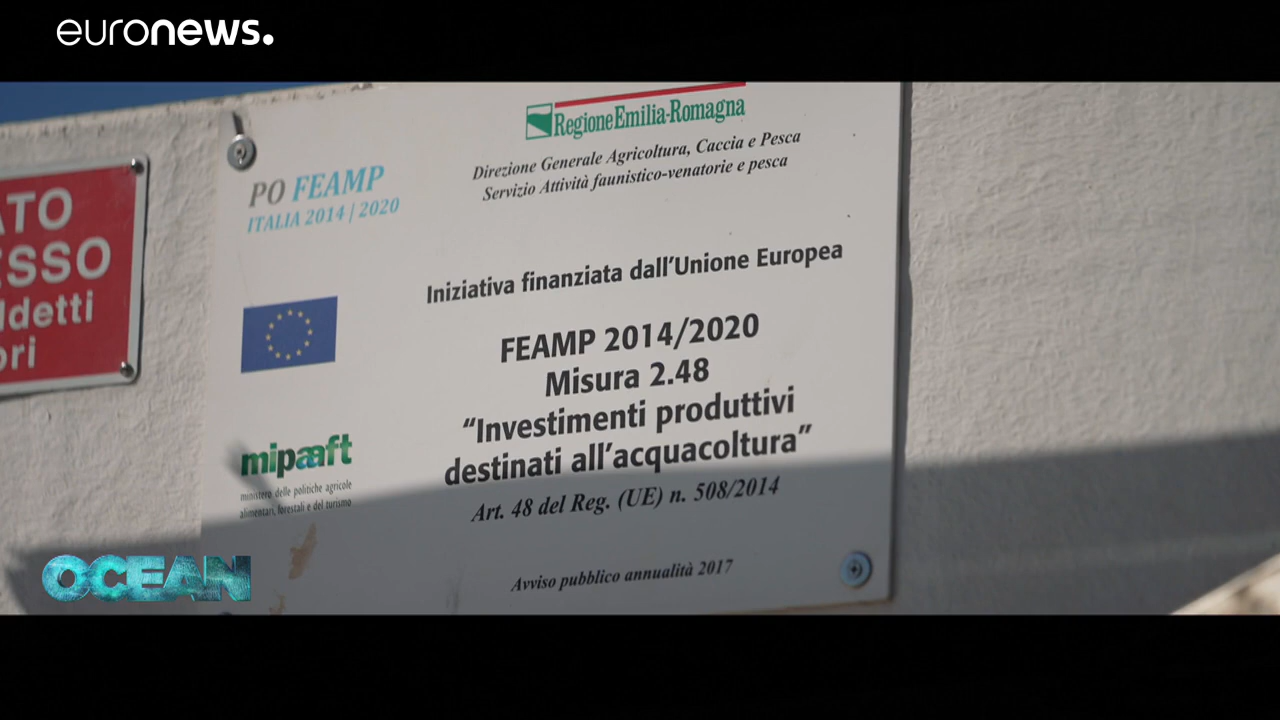 euronews.
ATO
ESSO
ddetti
ori
PO FEAMP
ITALIA 2014 | 2020
RegioneEmilia-Romagna
Direzione Generale Agricoltura, Caccia e Pesca
Servizio Attività faunistico-venatorie e pesca
Iniziativa finanziata dall'Unione Europea
FEAMP 2014/2020
Misura 2.48
“Investimenti produttivi
destinati all'acquacoltura”
Art. 48 del Reg. (UE) n. 508/2014
Avviso pubblico annualità 2017
mipaaft
ministero delle politiche agricole
alimentari, forestali e del turismo
OCEAN